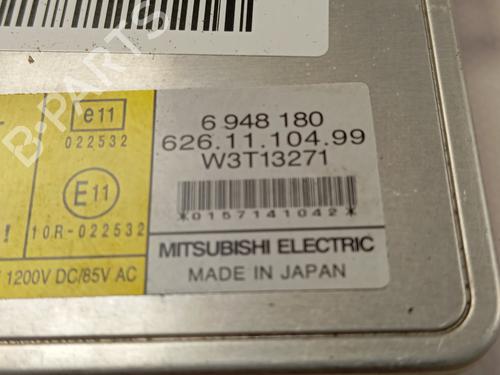 B-PARTS
e11
022532
E11
10R-022532
1200V DC/85V AC
6 948 180
626.11.104.99
W3T13271
*0157141042*
MITSUBISHI ELECTRIC
MADE IN JAPAN